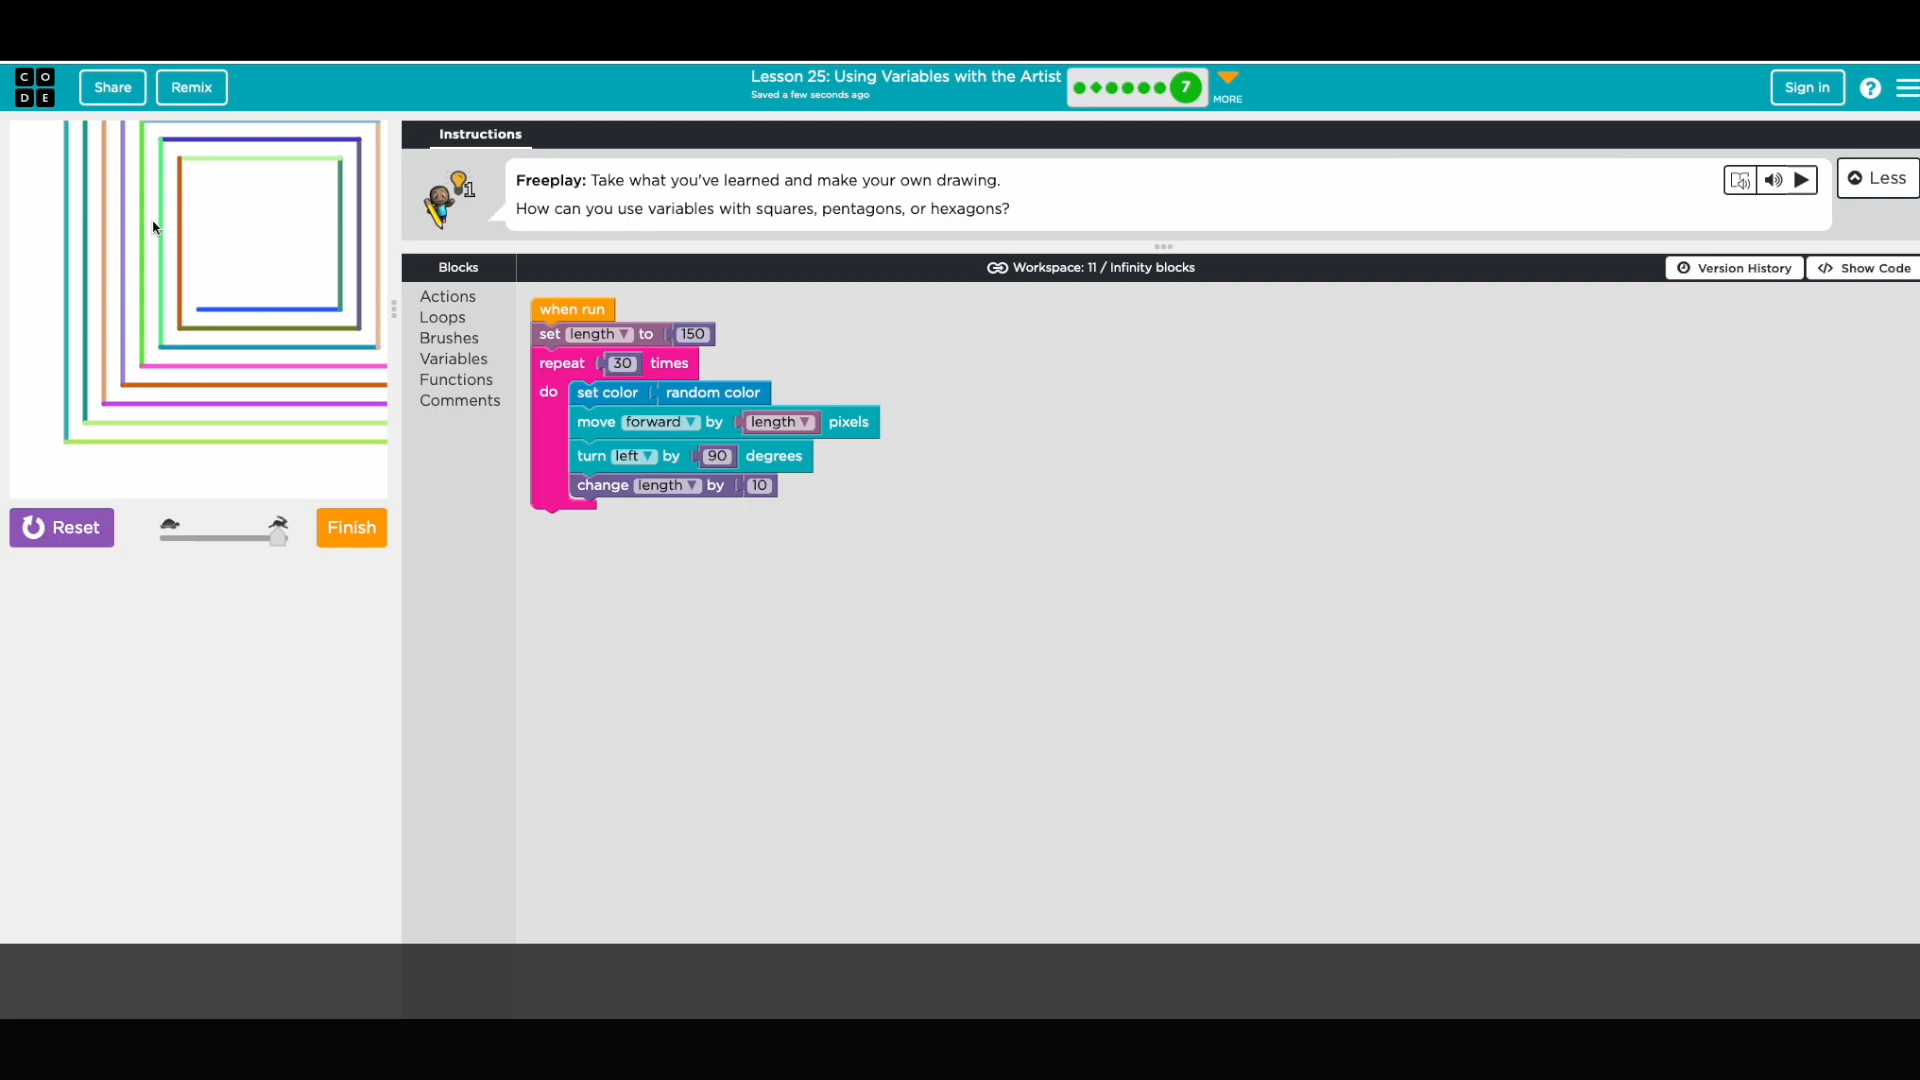 CODE
Share
Remix
Lesson 25: Using Variables with the Artist
Saved a few seconds ago
7
MORE
Sign in
?
Instructions
1
Freeplay: Take what you've learned and make your own drawing.
How can you use variables with squares, pentagons, or hexagons?
Less
Blocks
Workspace: 11 / Infinity blocks
Version History
</> Show Code
Actions
Loops
Brushes
Variables
Functions
Comments
when run
set length ▼ to 150
repeat 30 times
do set color random color
move forward ▼ by length ▼ pixels
turn left ▼ by 90 degrees
change length ▼ by 10
Reset
Finish